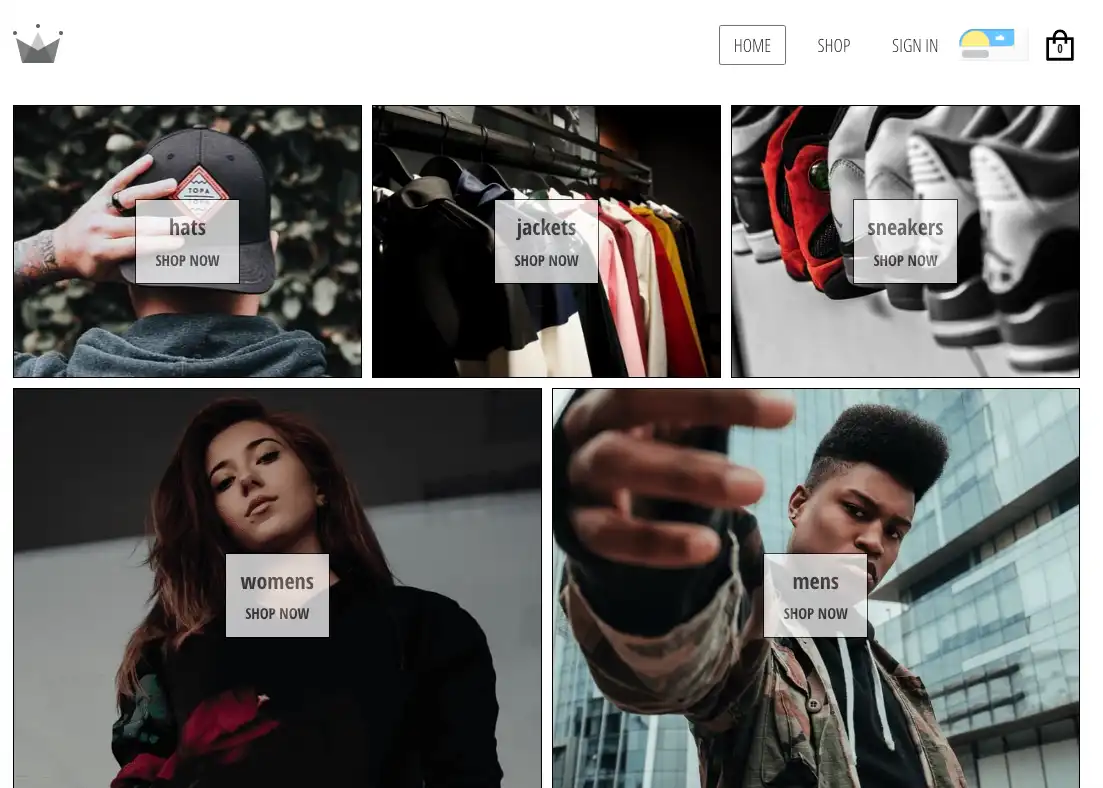 HOME
SHOP
SIGN IN
0
TOPA
hats
SHOP NOW
jackets
SHOP NOW
sneakers
SHOP NOW
womens
SHOP NOW
mens
SHOP NOW